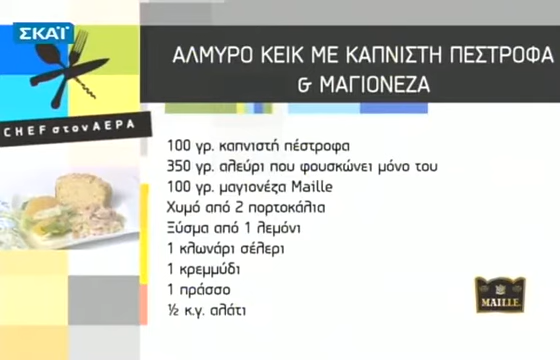 ΣΚΑΪ
ΑΛΜΥΡΟ ΚΕΙΚ ΜΕ ΚΑΠΝΙΣΤΗ ΠΕΣΤΡΟΦΑ
& ΜΑΓΙΟΝΕΖΑ
CHEF στον ΑΕΡΑ
100 γρ. καπνιστή πέστροφα
350 γρ. αλεύρι που φουσκώνει μόνο του
100 γρ. μαγιονέζα Maille
Χυμό από 2 πορτοκάλια
Ξύσμα από 1 λεμόνι
1 κλωνάρι σέλερι
1 κρεμμύδι
1 πράσσο
½ κ.γ. αλάτι
MAILLE